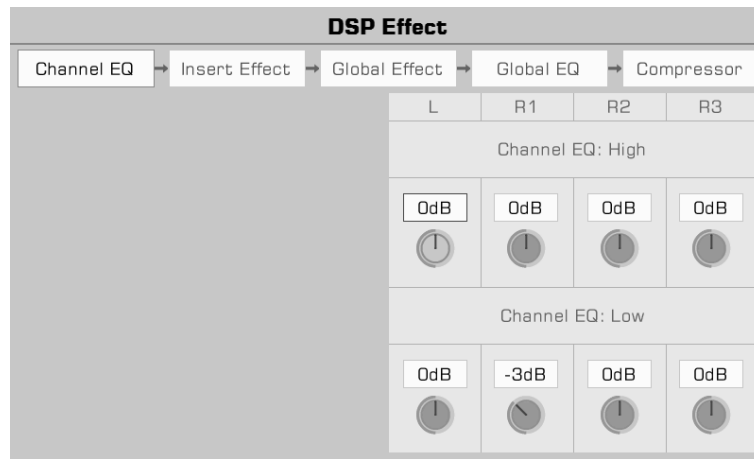 DSP Effect
Channel EQ Insert Effect Global Effect Global EQ Compressor
L R1 R2 R3
Channel EQ: High
0dB 0dB 0dB 0dB
Channel EQ: Low
0dB -3dB 0dB 0dB